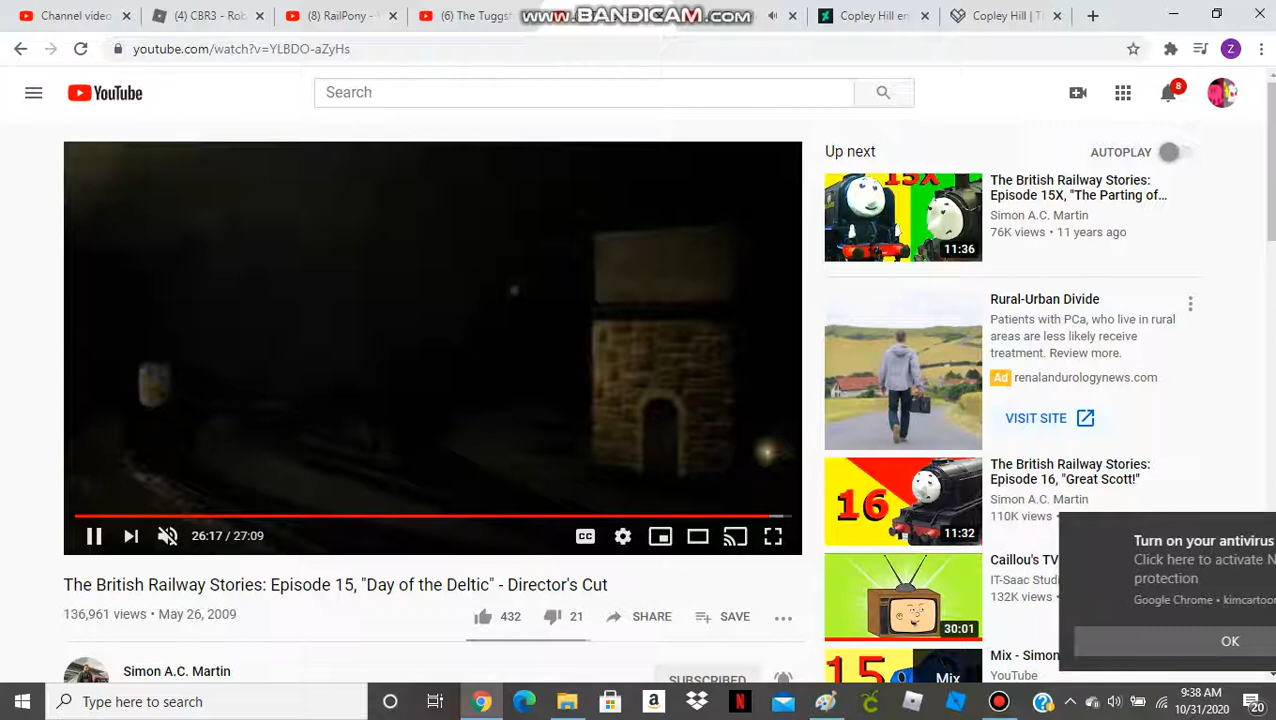 Channel video
(4) CBR3 - Rob
(8) RailPony -
(6) The Tugst
www.BANDICAM.com
Copley Hill en
Copley Hill | T
youtube.com/watch?v=YLBDO-aZyHs
Z
YouTube
Search
8
Up next
AUTOPLAY
15X
11:36
The British Railway Stories:
Episode 15X, "The Parting of...
Simon A.C. Martin
76K views • 11 years ago
Rural-Urban Divide
Patients with PCa, who live in rural
areas are less likely receive
treatment. Review more.
Ad renalandurologynews.com
VISIT SITE
16
11:32
The British Railway Stories:
Episode 16, "Great Scott!"
Simon A.C. Martin
110K views •
30:01
Caillou's TV
IT-Saac Stud
132K views •
15
Mix
Mix - Simon
YouTube
Turn on your antivirus
Click here to activate N
protection
Google Chrome • kimcartoon
OK
26:17 / 27:09
CC
The British Railway Stories: Episode 15, "Day of the Deltic" - Director's Cut
136,961 views • May 26, 2009
432
21
SHARE
SAVE
Simon A.C. Martin
SUBSCRIBED
Type here to search
9:38 AM
10/31/2020
20